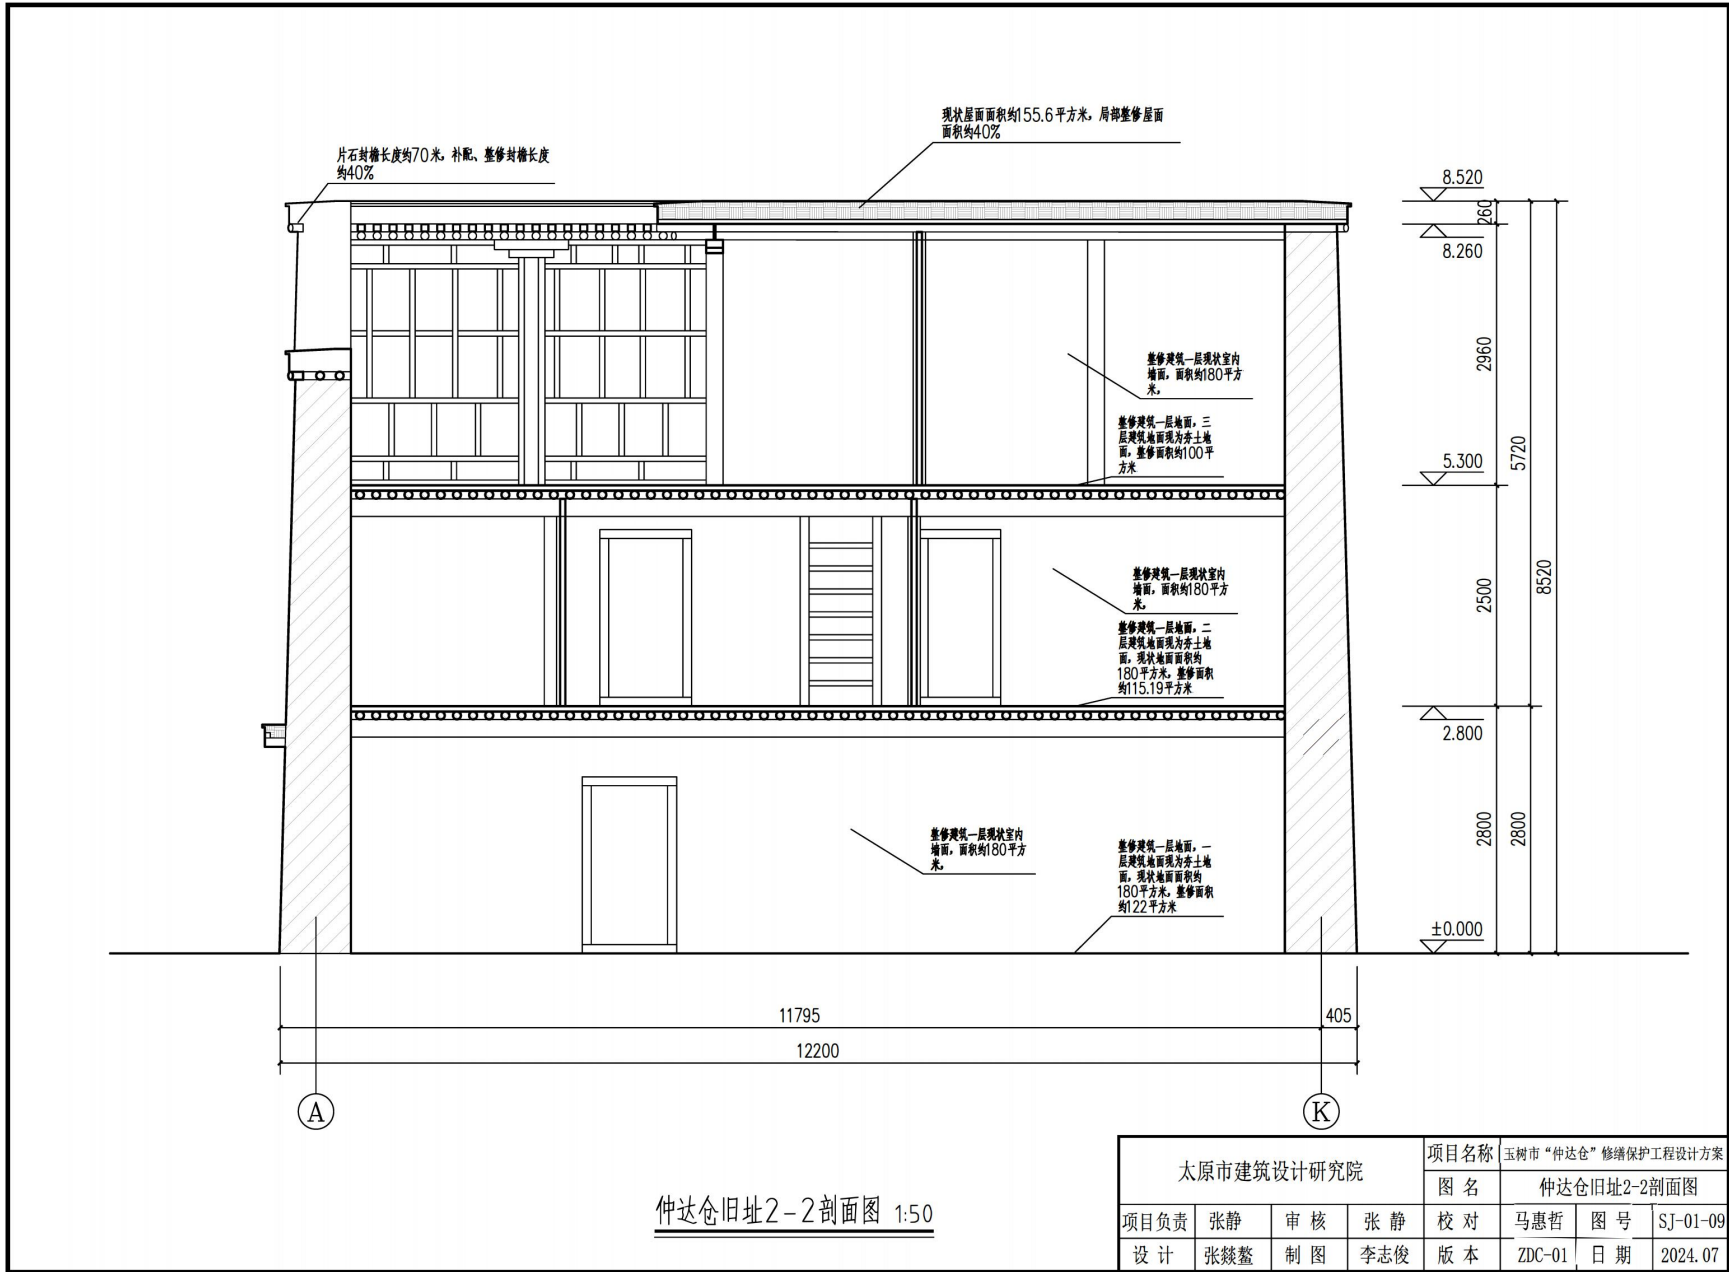 现状屋面面积约155.6平方米，局部整修屋面
面积约40%
片石封檐长度约70米，补配、整修封檐长度
约40%
8.520
260
8.260
2960
整修建筑一层现状室内
墙面，面积约180平方
米。
整修建筑一层地面，三
层建筑地面现为夯土地
面，整修面积约100平
方米
5.300
5720
8520
2500
整修建筑一层现状室内
墙面，面积约180平方
米。
整修建筑一层地面，二
层建筑地面现为夯土地
面，现状地面面积约
180平方米，整修面积
约115.19平方米
2.800
2800
2800
整修建筑一层现状室内
墙面，面积约180平方
米。
整修建筑一层地面，一
层建筑地面现为夯土地
面，现状地面面积约
180平方米，整修面积
约122平方米
±0.000
11795
405
12200
A
K
仲达仓旧址2-2剖面图 1:50
太原市建筑设计研究院
项目名称 玉树市“仲达仓”修缮保护工程设计方案
图 名 仲达仓旧址2-2剖面图
项目负责 张静 审 核 张 静 校 对 马惠哲 图 号 SJ-01-09
设 计 张燚鳌 制 图 李志俊 版 本 ZDC-01 日 期 2024.07